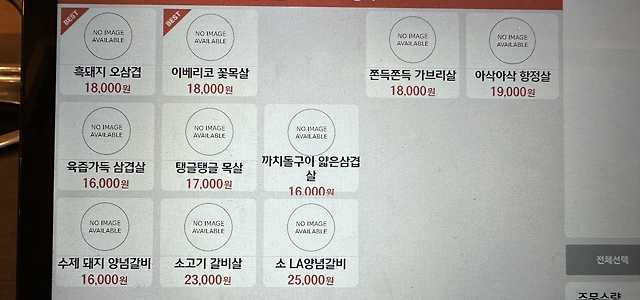 BEST
NO IMAGE
AVAILABLE
흑돼지 오삼겹
18,000원
BEST
NO IMAGE
AVAILABLE
이베리코 꽃목살
18,000원
NO IMAGE
AVAILABLE
쫀득쫀득 가브리살
18,000원
NO IMAGE
AVAILABLE
아삭아삭 항정살
19,000원
NO IMAGE
AVAILABLE
육즙가득 삼겹살
16,000원
NO IMAGE
AVAILABLE
탱글탱글 목살
17,000원
NO IMAGE
AVAILABLE
까치돌구이 얇은삼겹
살
16,000원
NO IMAGE
AVAILABLE
수제 돼지 양념갈비
16,000원
NO IMAGE
AVAILABLE
소고기 갈비살
23,000원
NO IMAGE
AVAILABLE
소 LA양념갈비
25,000원
전체선택
주문수량